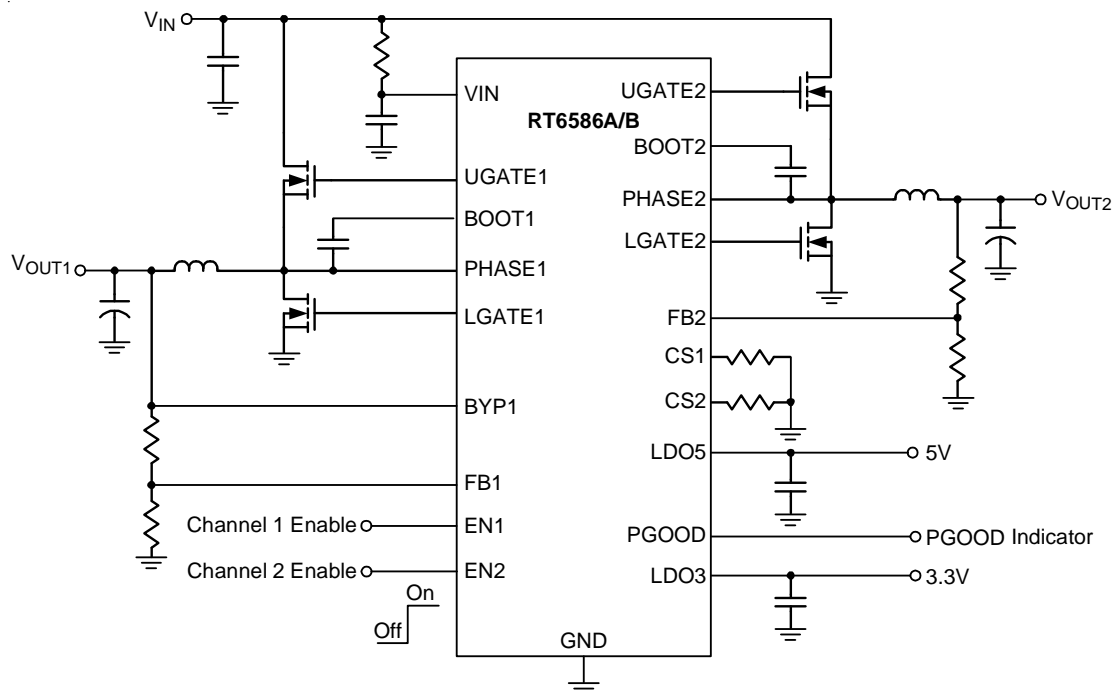 VIN
RT6586A/B
VIN
UGATE1
BOOT1
PHASE1
LGATE1
BYP1
FB1
EN1
EN2
UGATE2
BOOT2
PHASE2
LGATE2
FB2
CS1
CS2
LDO5
PGOOD
LDO3
GND
VOUT1
VOUT2
Channel 1 Enable
Channel 2 Enable
On
Off
5V
PGOOD Indicator
3.3V